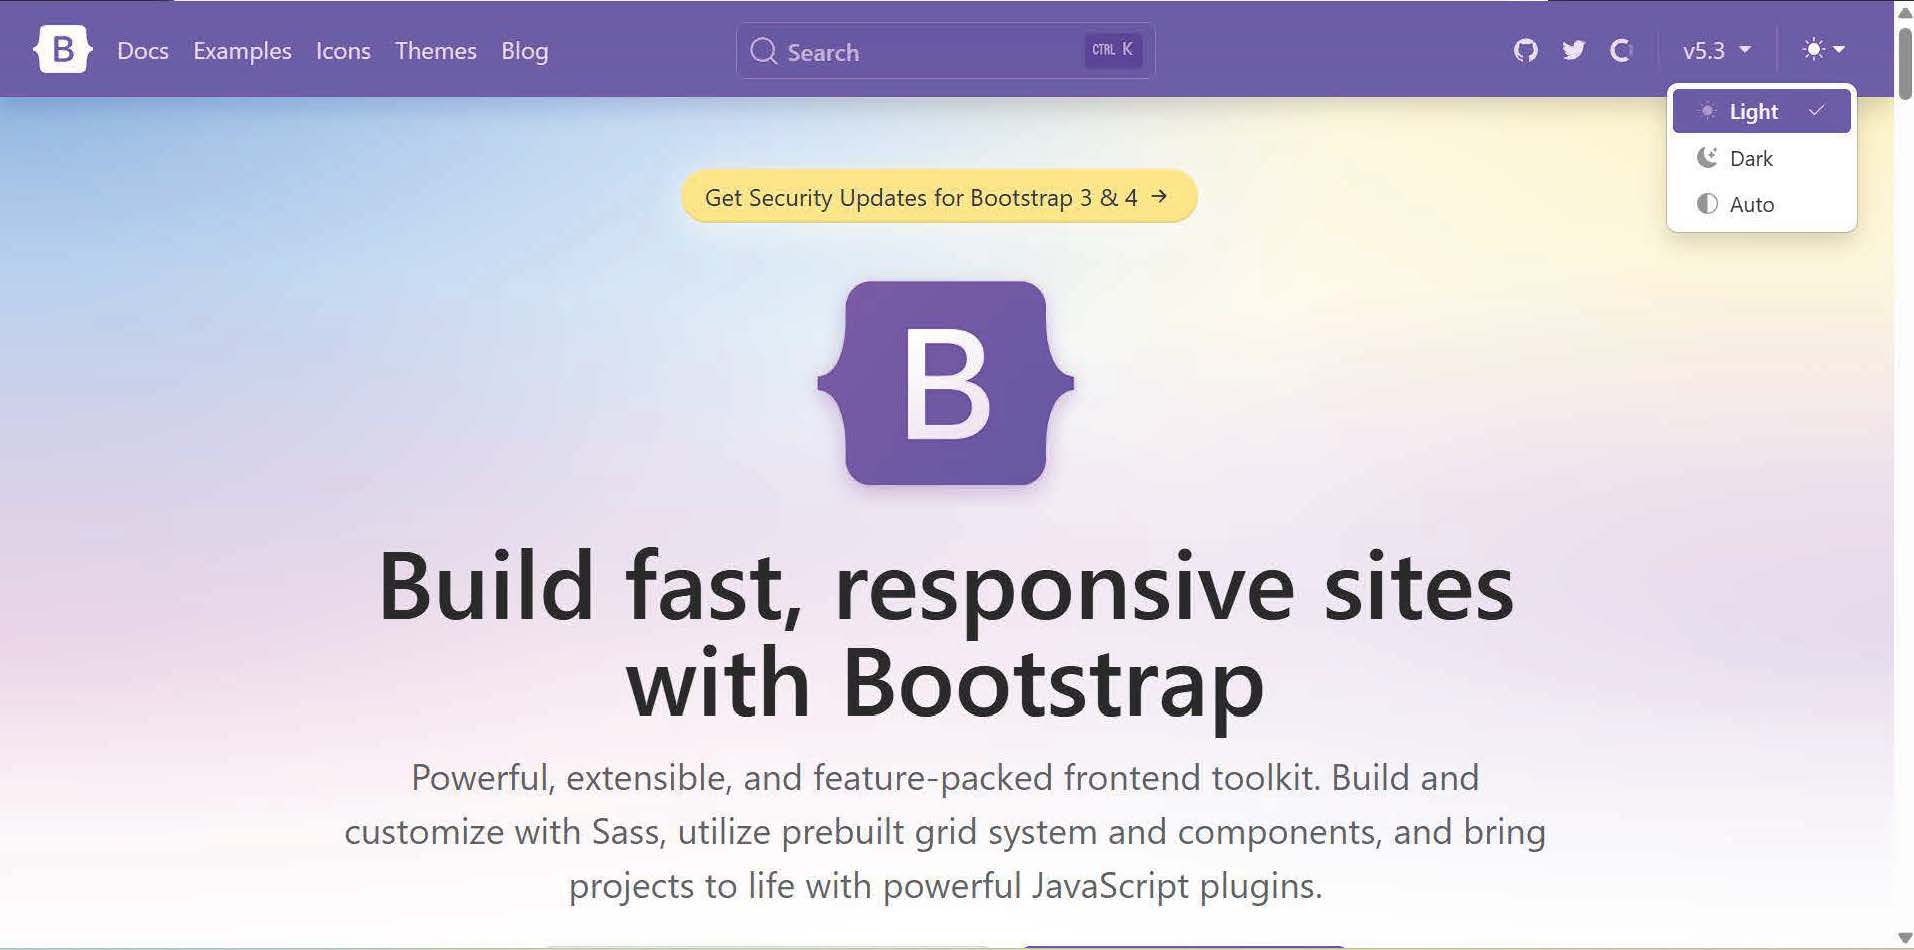 B Docs Examples Icons Themes Blog Search CTRL K v5.3
Light
Dark
Auto
Get Security Updates for Bootstrap 3 & 4 →
B
Build fast, responsive sites
with Bootstrap
Powerful, extensible, and feature-packed frontend toolkit. Build and
customize with Sass, utilize prebuilt grid system and components, and bring
projects to life with powerful JavaScript plugins.